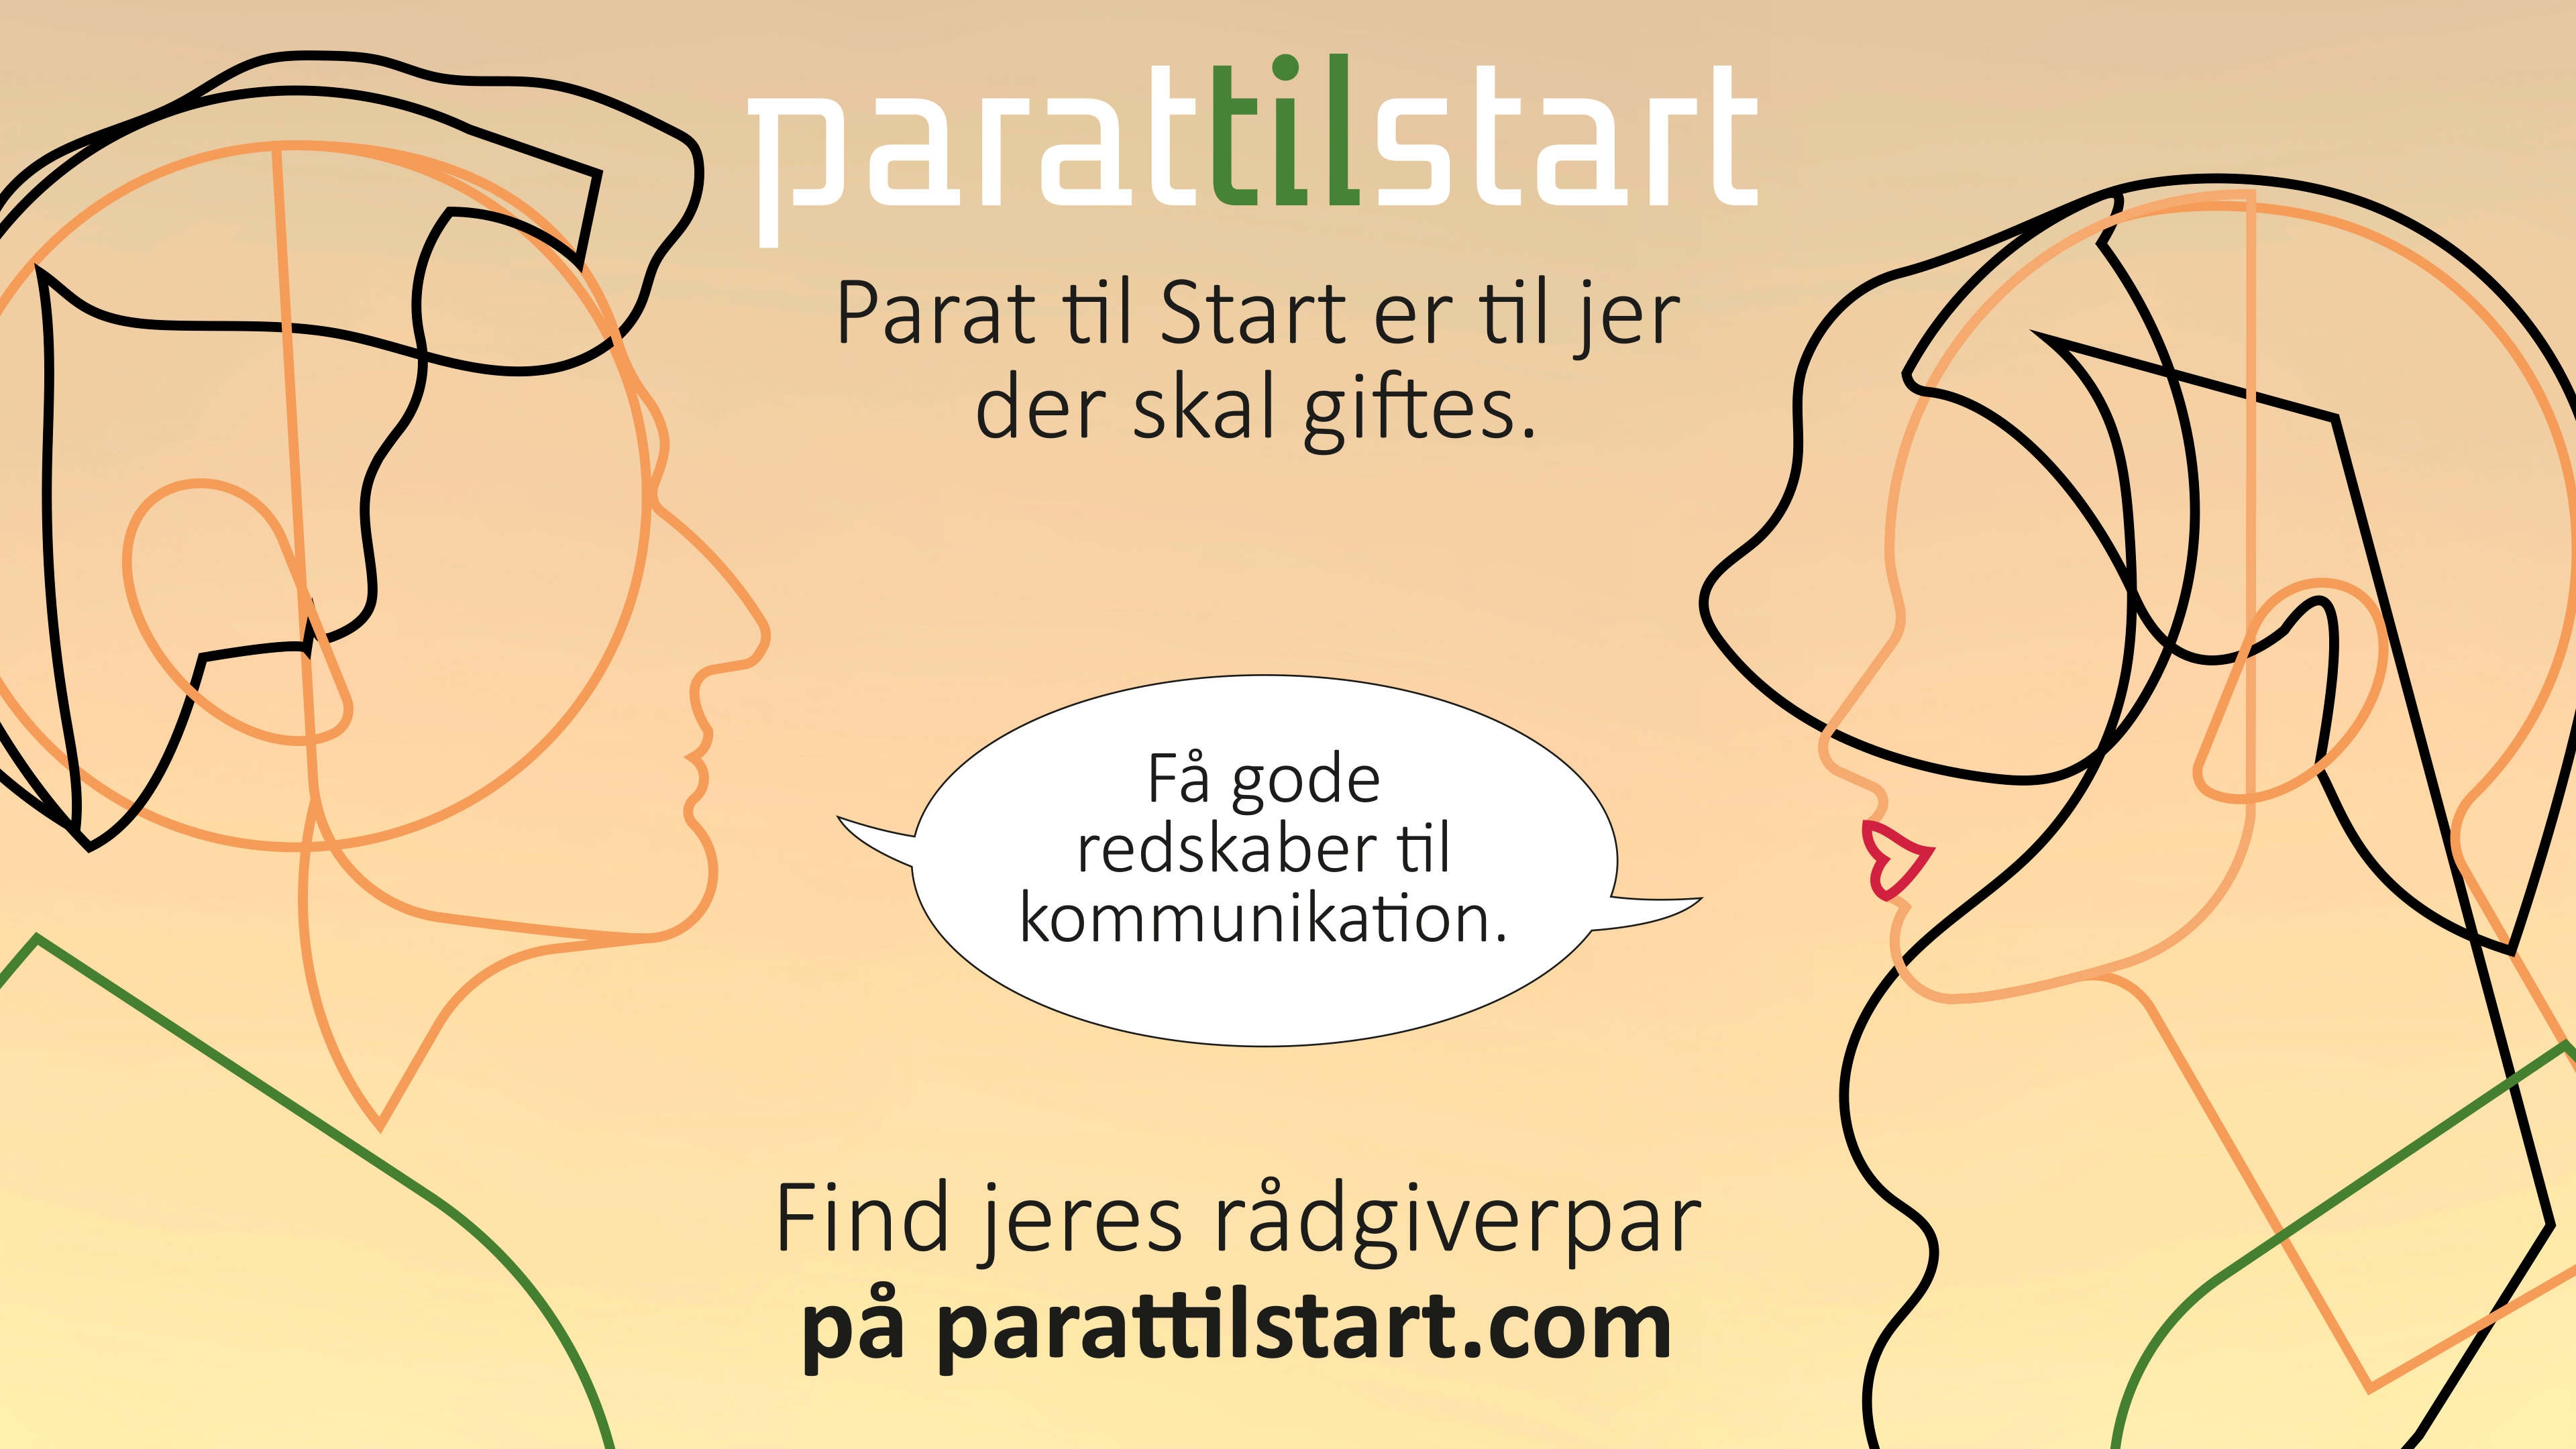 parattilstart
Parat til Start er til jer
der skal giftes.
Få gode
redskaber til
kommunikation.
Find jeres rådgiverpar
på parattilstart.com